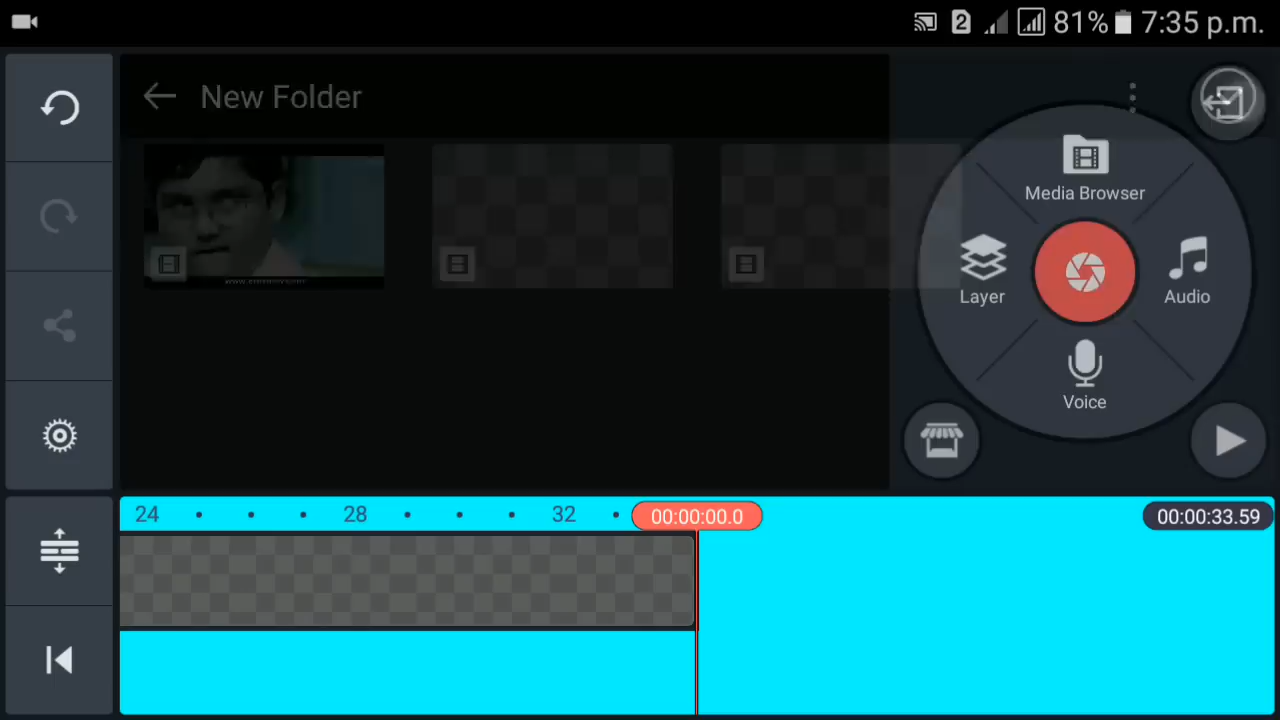 2 81% 7:35 p.m.
New Folder
Media Browser
Layer
Audio
Voice
24 28 32 00:00:00.0 00:00:33.59